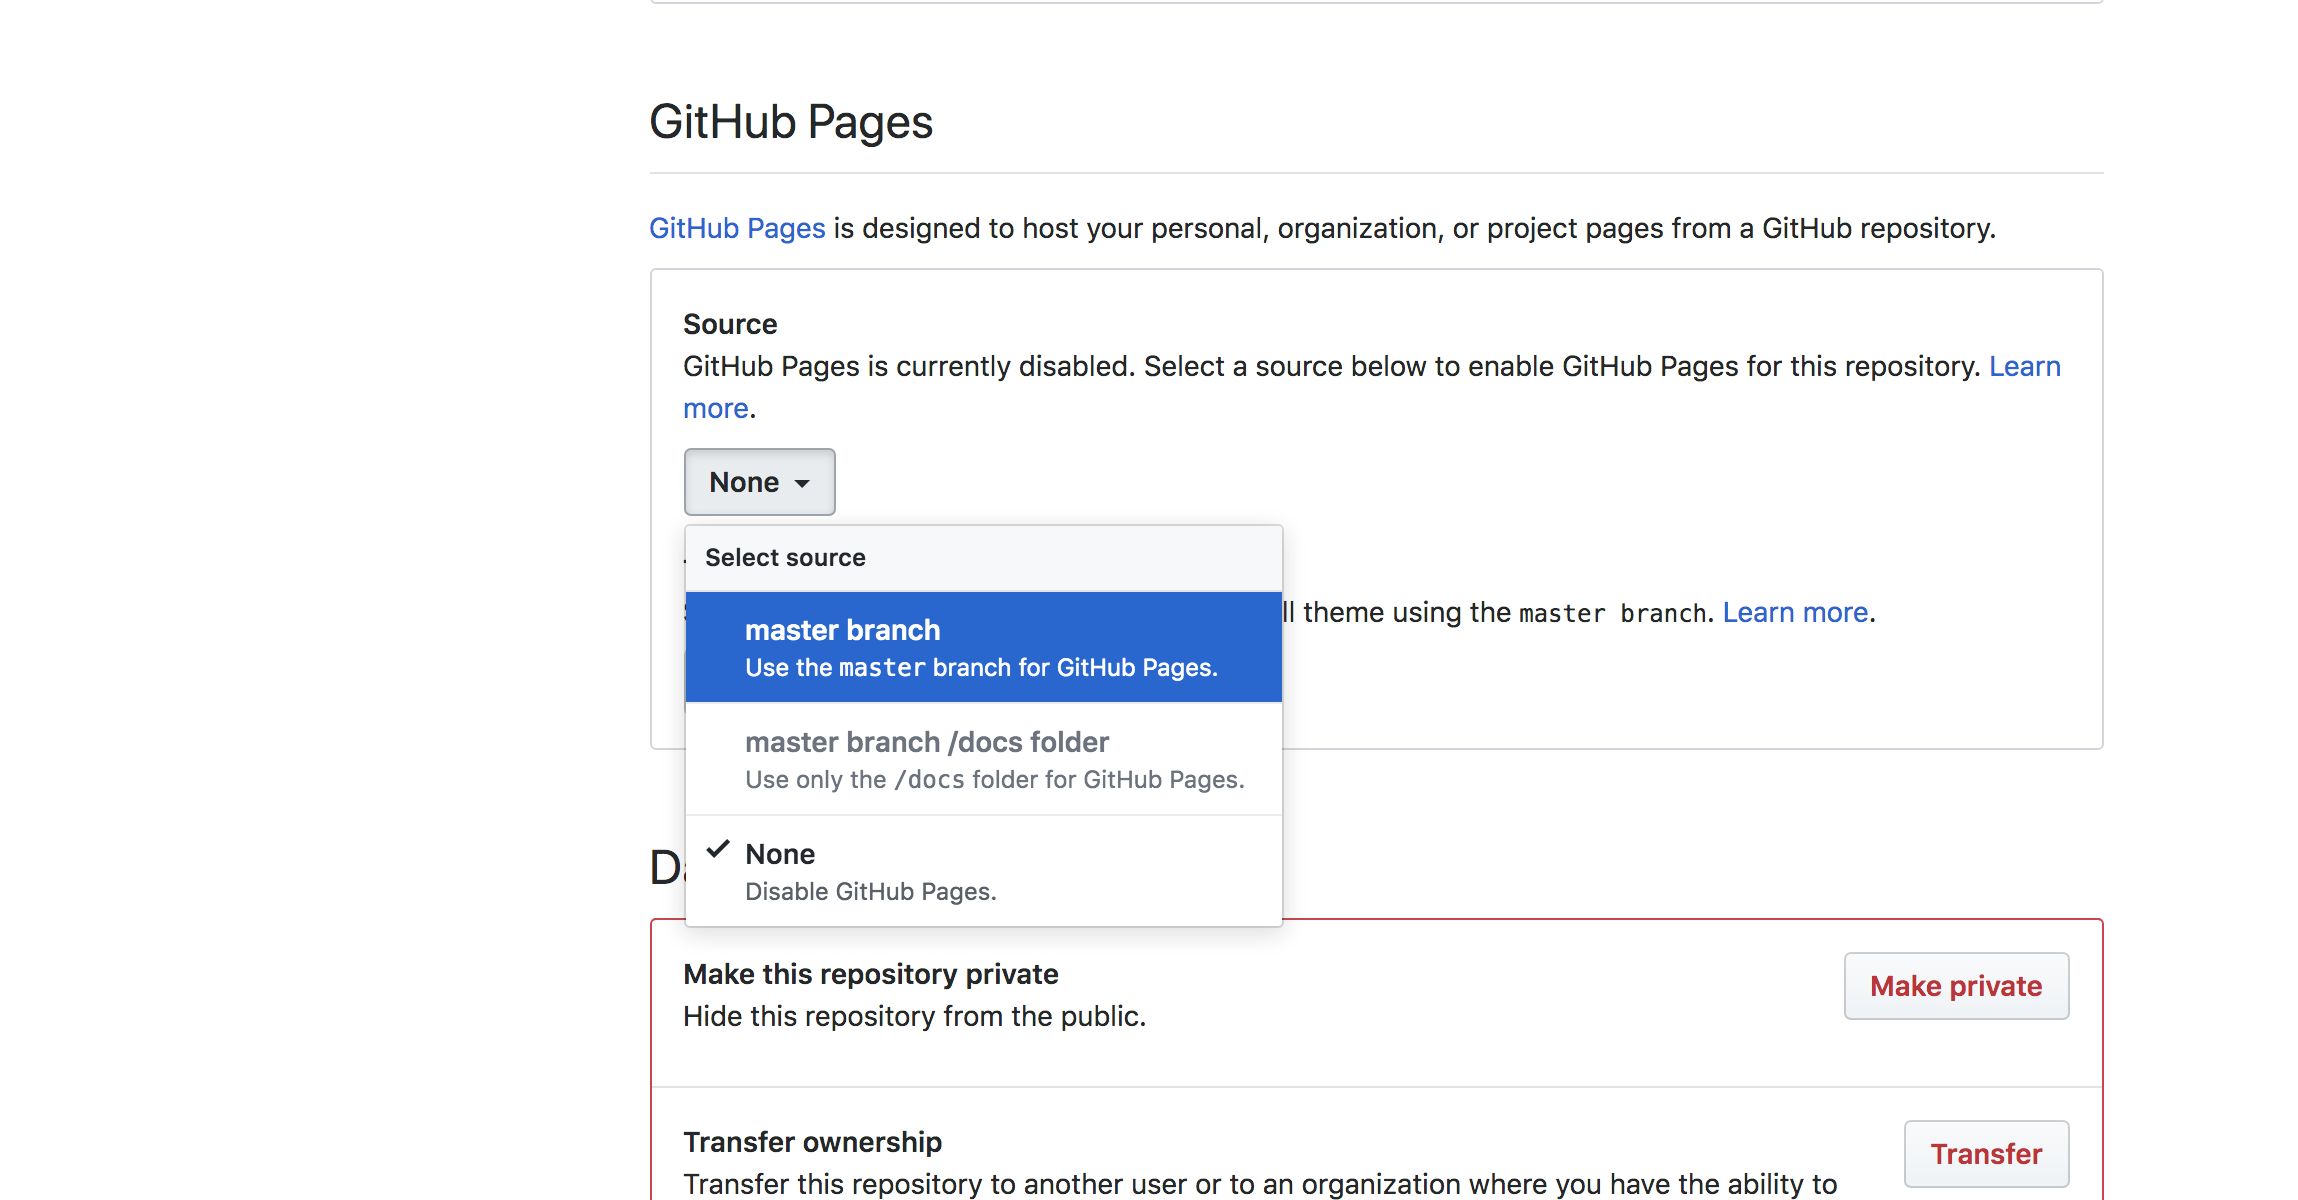 GitHub Pages
GitHub Pages is designed to host your personal, organization, or project pages from a GitHub repository.
Source
GitHub Pages is currently disabled. Select a source below to enable GitHub Pages for this repository. Learn
more.
None
Select source
master branch
Use the master branch for GitHub Pages.
theme using the master branch. Learn more.
master branch /docs folder
Use only the /docs folder for GitHub Pages.
None
Disable GitHub Pages.
Make this repository private
Hide this repository from the public.
Make private
Transfer ownership
Transfer this repository to another user or to an organization where you have the ability to
Transfer